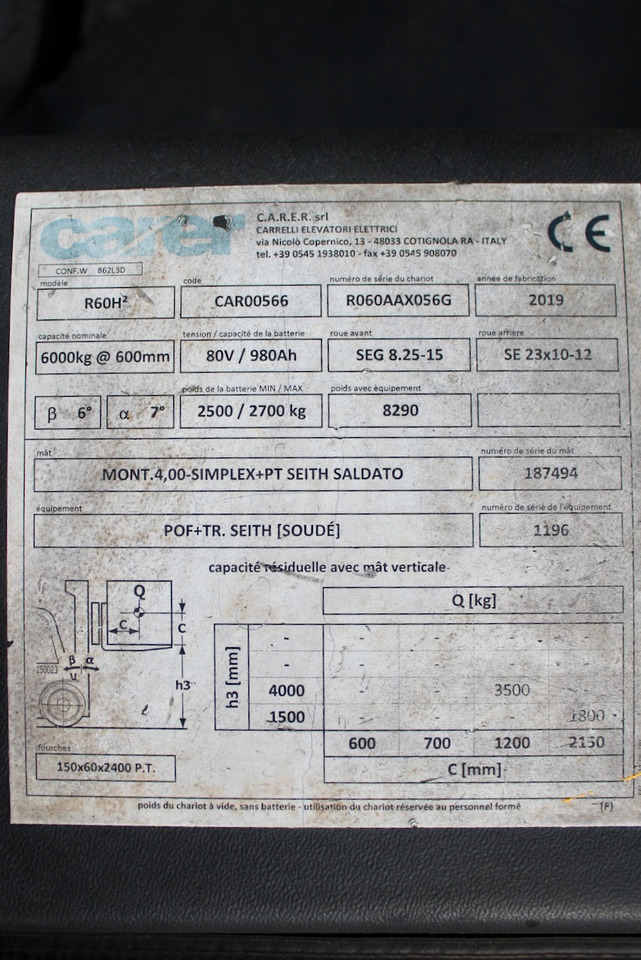 carer
C.A.R.E.R. srl
CARRELLI ELEVATORI ELETTRICI
via Nicolò Copernico, 13 - 48033 COTIGNOLA RA - ITALY
tel. +39 0545 1938010 - fax +39 0545 908070
CE
CONF.W 862L3D
modèle code numéro de série du chariot année de fabrication
R60H² CAR00566 R060AAX056G 2019
capacité nominale tension / capacité de la batterie roue avant roue arrière
6000kg @ 600mm 80V / 980Ah SEG 8.25-15 SE 23x10-12
poids de la batterie MIN / MAX poids avec équipement
β 6° α 7° 2500 / 2700 kg 8290
mât numéro de série du mât
MONT.4,00-SIMPLEX+PT SEITH SALDATO 187494
équipement numéro de série de l'équipement
POF+TR. SEITH [SOUDÉ] 1196
capacité résiduelle avec mât verticale
Q Q [kg]
C C
h3 [mm] - - - - -
β α - - - - -
h3 4000 - - 3500 -
1500 - - - 1800
600 700 1200 2150
fourches
150x60x2400 P.T. C [mm]
poids du chariot à vide, sans batterie - utilisation du chariot réservée au personnel formé (F)